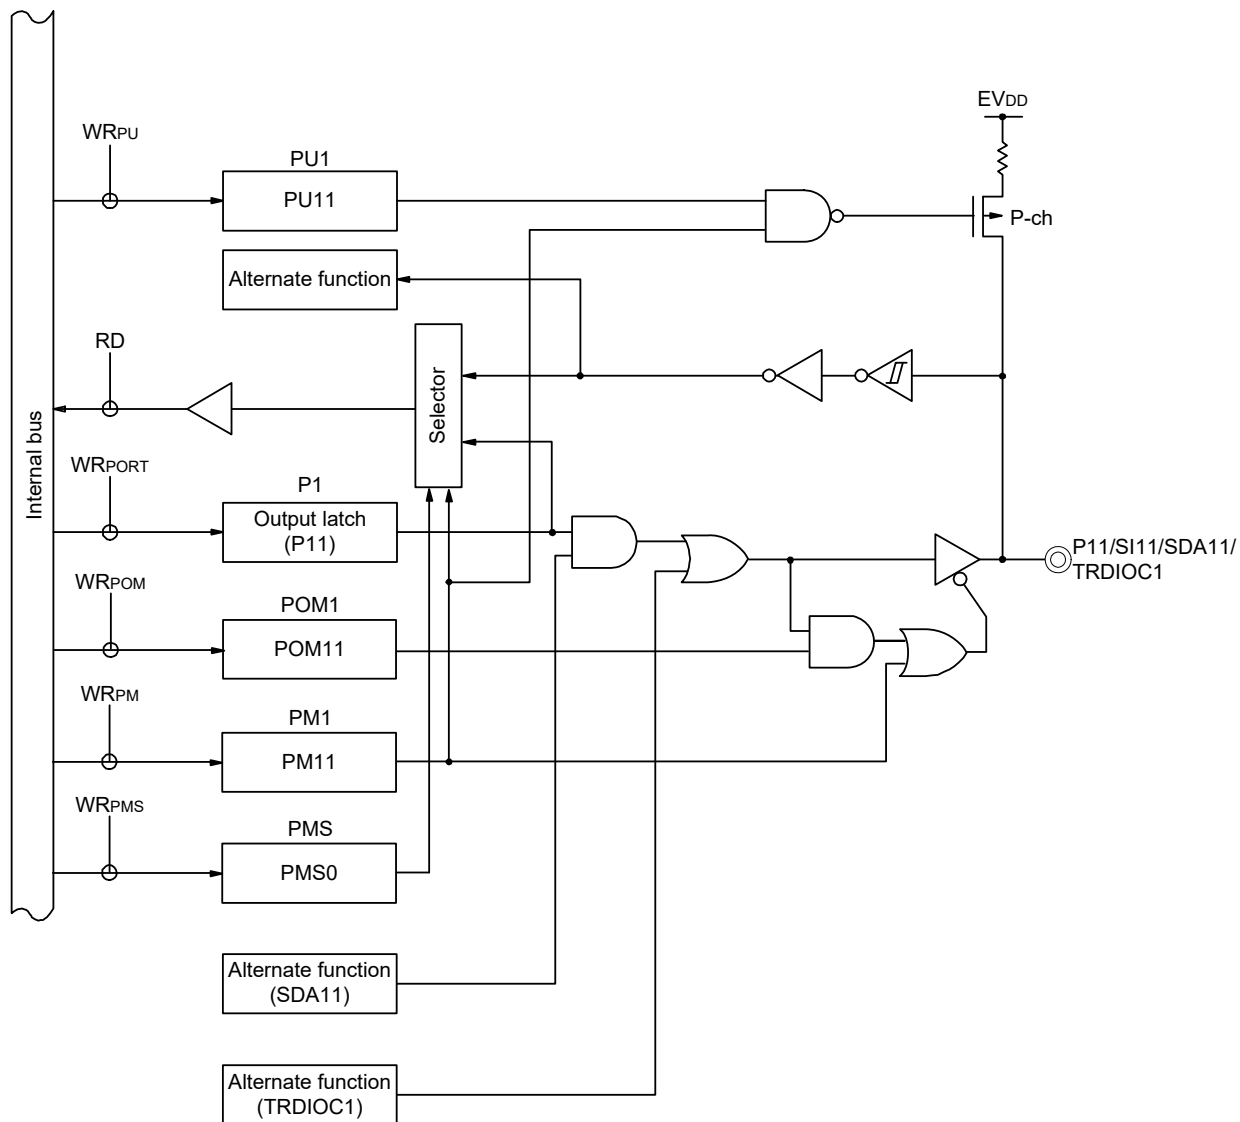 EVDD
WRPU
PU1
PU11
P-ch
Alternate function
RD
Selector
Internal bus
WRPORT
P1
Output latch
(P11)
P11/SI11/SDA11/
TRDIOC1
WRPOM
POM1
POM11
WRPM
PM1
PM11
WRPMS
PMS
PMS0
Alternate function
(SDA11)
Alternate function
(TRDIOC1)